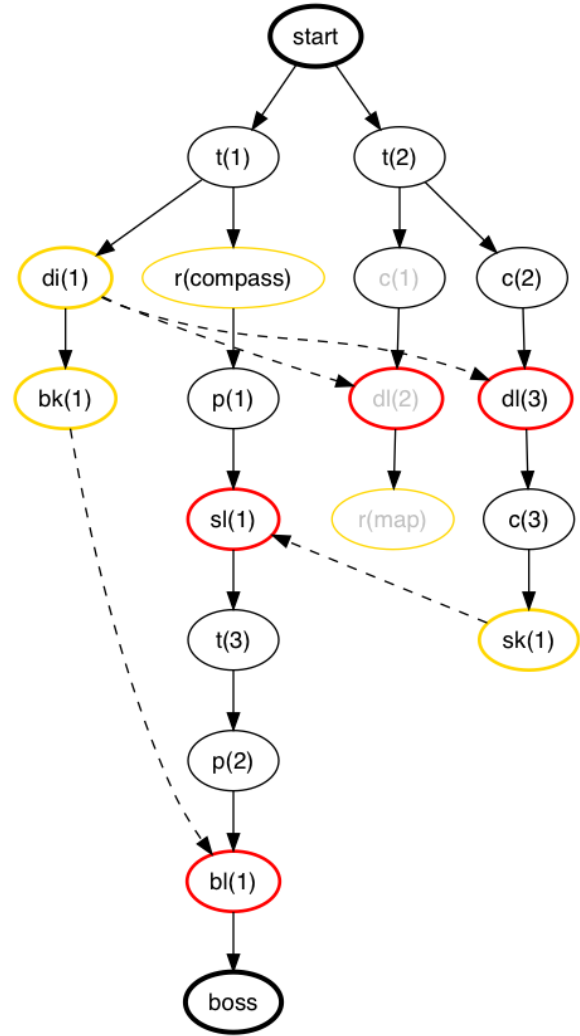 start
t(1)
t(2)
di(1)
r(compass)
c(1)
c(2)
bk(1)
p(1)
dl(2)
dl(3)
sl(1)
r(map)
c(3)
t(3)
sk(1)
p(2)
bl(1)
boss